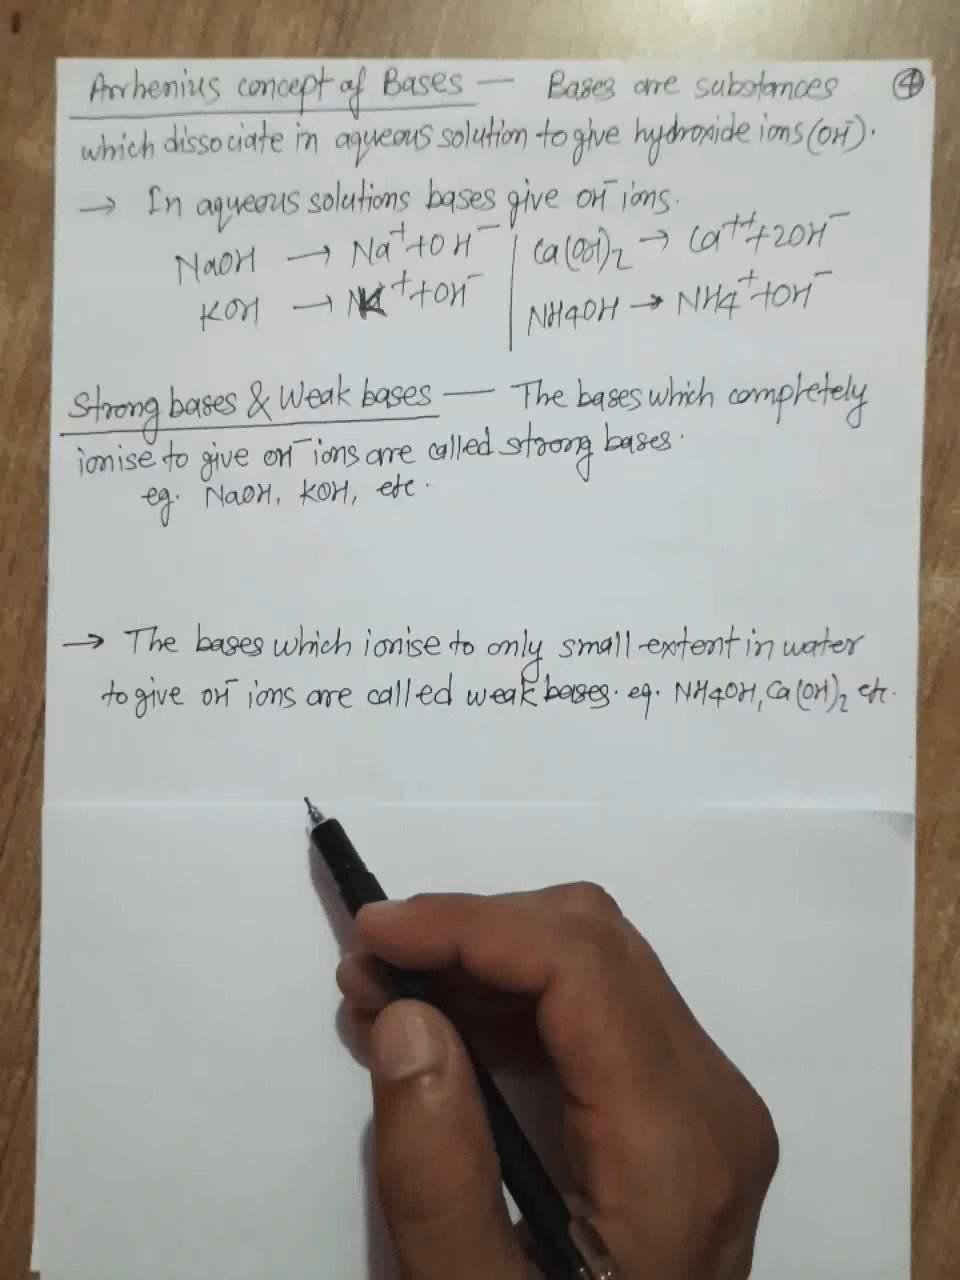 Arrhenius concept of Bases — Bases are substances ④
which dissociate in aqueous solution to give hydroxide ions (OH⁻).
→ In aqueous solutions bases give OH⁻ ions.
NaOH → Na⁺ + OH⁻ | Ca(OH)₂ → Ca⁺⁺ + 2OH⁻
KOH → K⁺ + OH⁻ | NH4OH → NH4⁺ + OH⁻
Strong bases & Weak bases — The bases which completely
ionise to give OH⁻ ions are called strong bases.
eg. NaOH, KOH, etc.
→ The bases which ionise to only small extent in water
to give OH⁻ ions are called weak bases. eg. NH4OH, Ca(OH)₂ etc.